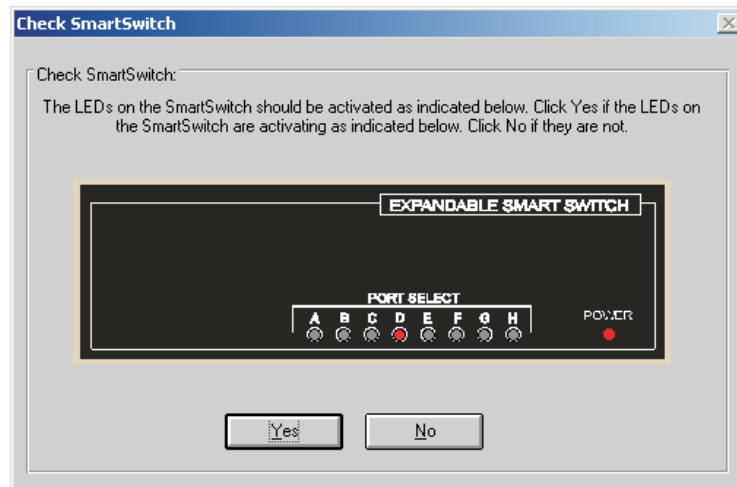 Check SmartSwitch
Check SmartSwitch:
The LEDs on the SmartSwitch should be activated as indicated below. Click Yes if the LEDs on
the SmartSwitch are activating as indicated below. Click No if they are not.
EXPANDABLE SMART SWITCH
PORT SELECT
A B C D E F G H
POWER
Yes No